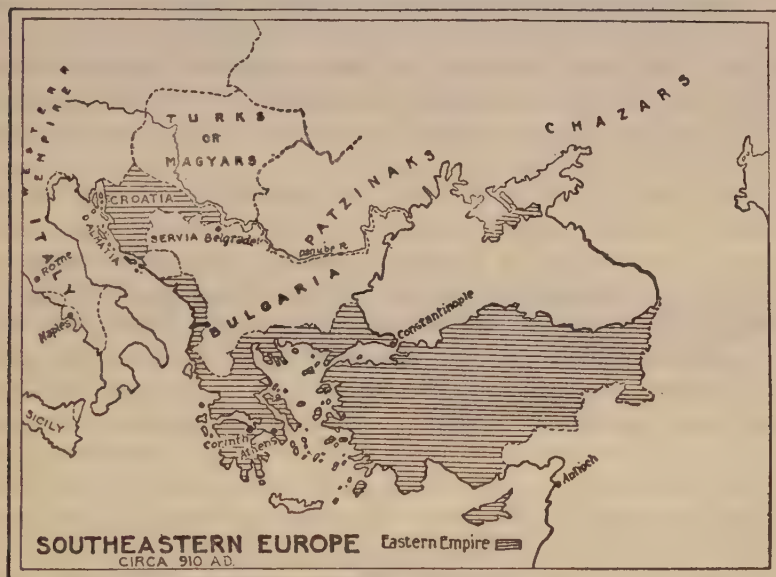 WESTERN
EMPIRE
TURKS
OR
MAGYARS
CHAZARS
PATZINAKS
CROATIA
DALMATIA
SERVIA Belgrade
Danube R.
ITALY
Rome
Naples
BULGARIA
Constantinople
SICILY
Corinth
Athens
Antioch
SOUTHEASTERN EUROPE
CIRCA 910 A.D.
Eastern Empire